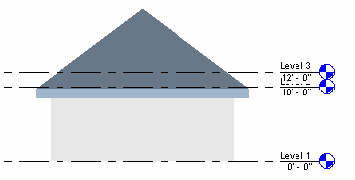 Level 3
12' - 0"
10' - 0"
Level 1
0' - 0"